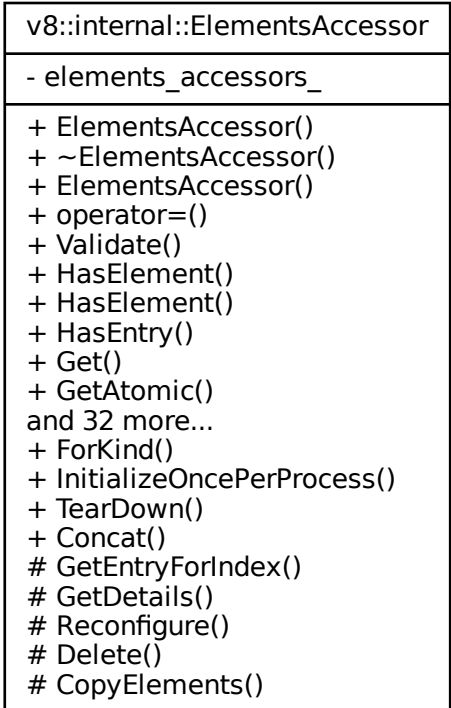 v8::internal::ElementsAccessor
- elements_accessors_
+ ElementsAccessor()
+ ~ElementsAccessor()
+ ElementsAccessor()
+ operator=()
+ Validate()
+ HasElement()
+ HasElement()
+ HasEntry()
+ Get()
+ GetAtomic()
and 32 more...
+ ForKind()
+ InitializeOncePerProcess()
+ TearDown()
+ Concat()
# GetEntryForIndex()
# GetDetails()
# Reconfigure()
# Delete()
# CopyElements()